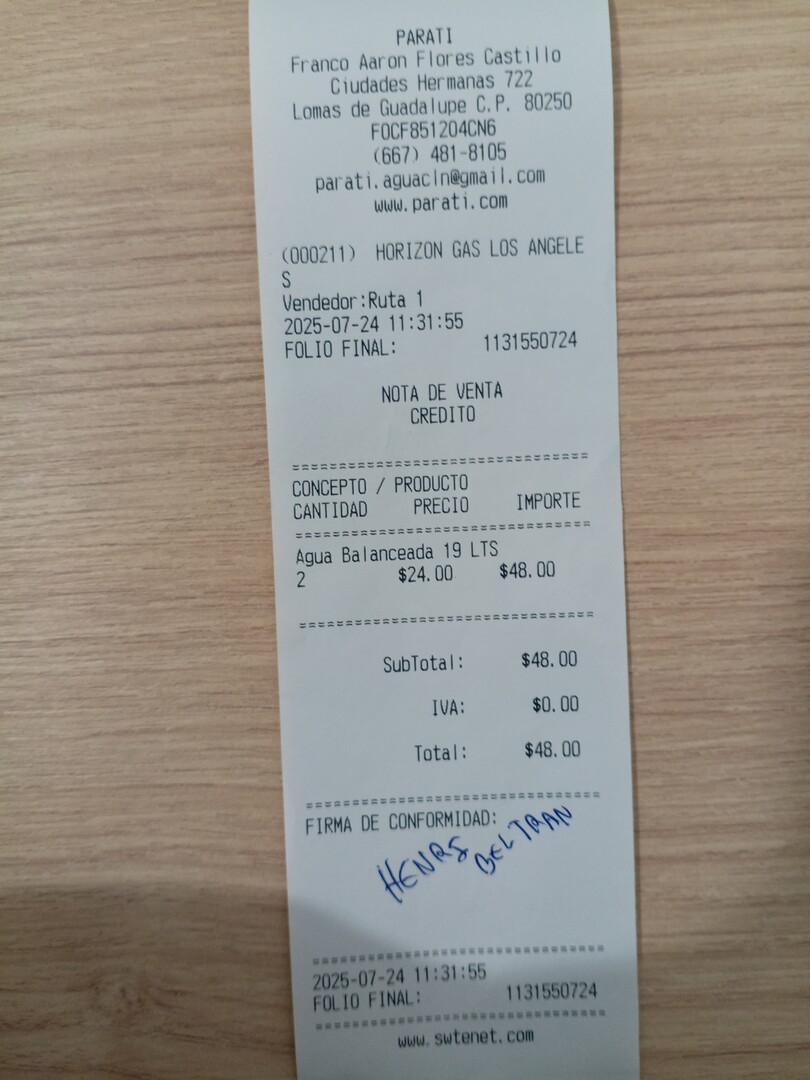 PARATI
Franco Aaron Flores Castillo
Ciudades Hermanas 722
Lomas de Guadalupe C.P. 80250
FOCF851204CN6
(667) 481-8105
parati.aguacln@gmail.com
www.parati.com
(000211) HORIZON GAS LOS ANGELE
S
Vendedor:Ruta 1
2025-07-24 11:31:55
FOLIO FINAL: 1131550724
NOTA DE VENTA
CREDITO
================================
CONCEPTO / PRODUCTO
CANTIDAD PRECIO IMPORTE
================================
Agua Balanceada 19 LTS
2 $24.00 $48.00
================================
SubTotal: $48.00
IVA: $0.00
Total: $48.00
================================
FIRMA DE CONFORMIDAD:
BELTRAN
================================
2025-07-24 11:31:55
FOLIO FINAL: 1131550724
================================
www.swtenet.com